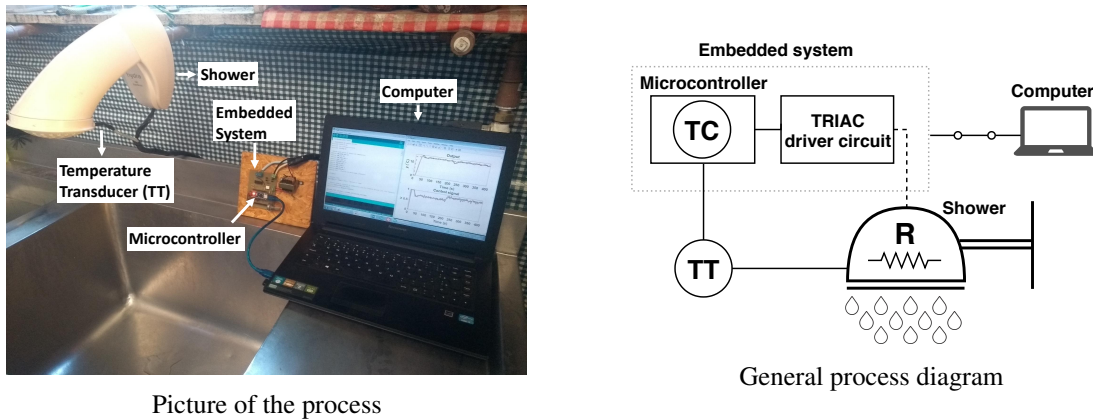 Shower
Computer
Embedded
System
Temperature
Transducer (TT)
Microcontroller
Picture of the process
Embedded system
Microcontroller
TC
TRIAC
driver circuit
Computer
Shower
R
TT
General process diagram